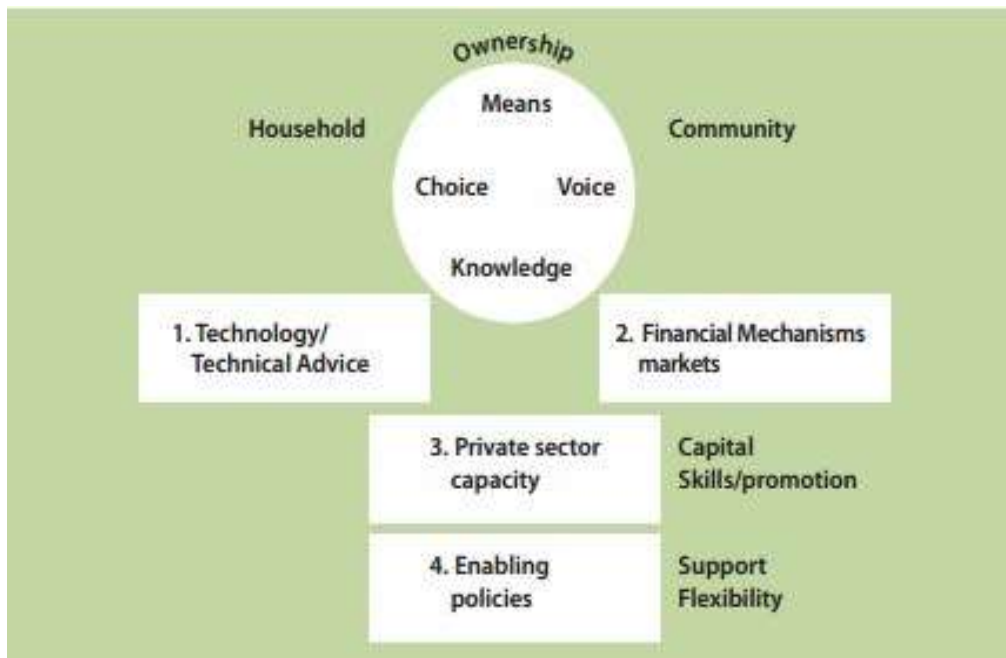 Ownership
Means
Household
Community
Choice
Voice
Knowledge
1. Technology/
Technical Advice
2. Financial Mechanisms
markets
3. Private sector
capacity
Capital
Skills/promotion
4. Enabling
policies
Support
Flexibility